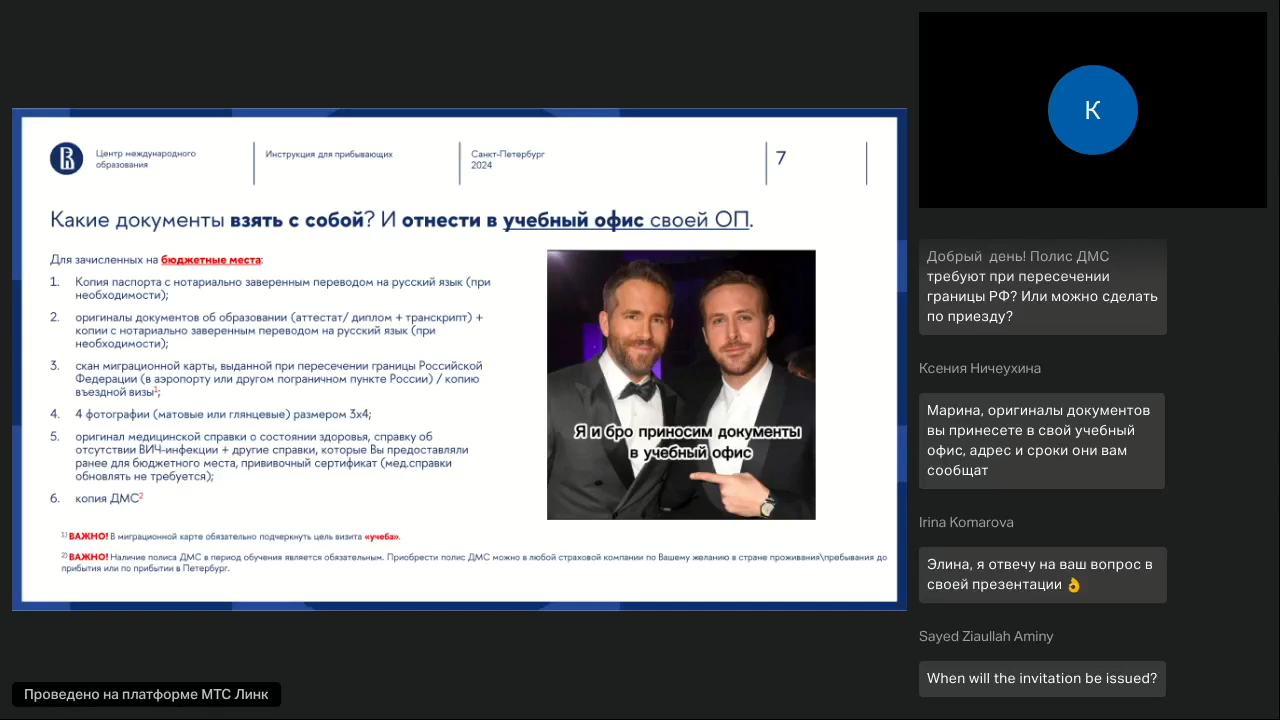 Центр международного
образования
Инструкция для прибывающих
Санкт-Петербург
2024
7
Какие документы взять с собой? И отнести в учебный офис своей ОП.
Для зачисленных на бюджетные места:
1. Копия паспорта с нотариально заверенным переводом на русский язык (при
необходимости);
2. оригиналы документов об образовании (аттестат/ диплом + транскрипт) +
копии с нотариально заверенным переводом на русский язык (при
необходимости);
3. скан миграционной карты, выданной при пересечении границы Российской
Федерации (в аэропорту или другом пограничном пункте России) / копию
въездной визы1;
4. 4 фотографии (матовые или глянцевые) размером 3х4;
5. оригинал медицинской справки о состоянии здоровья, справку об
отсутствии ВИЧ-инфекции + другие справки, которые Вы предоставляли
ранее для бюджетного места, прививочный сертификат (мед.справки
обновлять не требуется);
6. копия ДМС2
1) ВАЖНО! В миграционной карте обязательно подчеркнуть цель визита «учеба».
2) ВАЖНО! Наличие полиса ДМС в период обучения является обязательным. Приобрести полис ДМС можно в любой страховой компании по Вашему желанию в стране проживания\пребывания до
прибытия или по прибытии в Петербург.
Я и бро приносим документы
в учебный офис
Проведено на платформе МТС Линк
К
Добрый день! Полис ДМС
требуют при пересечении
границы РФ? Или можно сделать
по приезду?
Ксения Ничеухина
Марина, оригиналы документов
вы принесете в свой учебный
офис, адрес и сроки они вам
сообщат
Irina Komarova
Элина, я отвечу на ваш вопрос в
своей презентации 👌
Sayed Ziaullah Aminy
When will the invitation be issued?